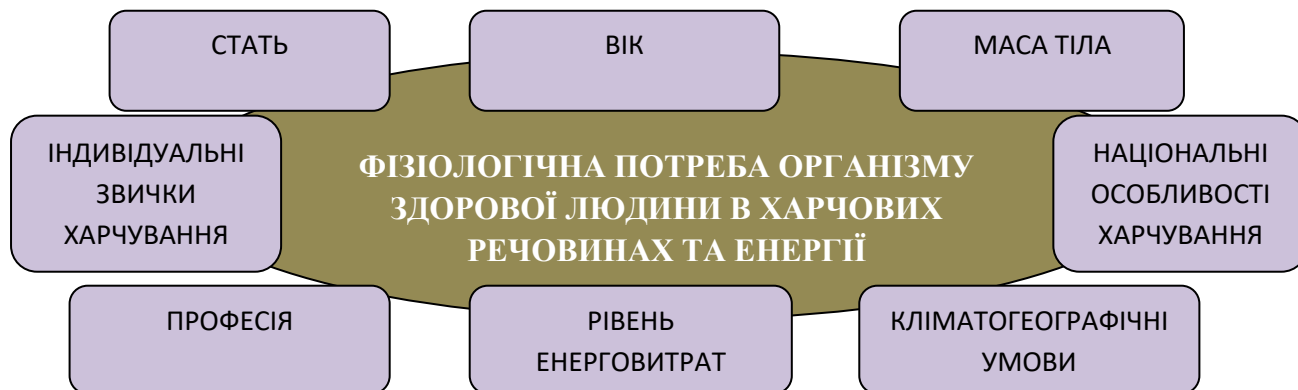 СТАТЬ
ВІК
МАСА ТІЛА
ІНДИВІДУАЛЬНІ
ЗВИЧКИ
ХАРЧУВАННЯ
ФІЗІОЛОГІЧНА ПОТРЕБА ОРГАНІЗМУ
ЗДОРОВОЇ ЛЮДИНИ В ХАРЧОВИХ
РЕЧОВИНАХ ТА ЕНЕРГІЇ
НАЦІОНАЛЬНІ
ОСОБЛИВОСТІ
ХАРЧУВАННЯ
ПРОФЕСІЯ
РІВЕНЬ
ЕНЕРГОВИТРАТ
КЛІМАТОГЕОГРАФІЧНІ
УМОВИ